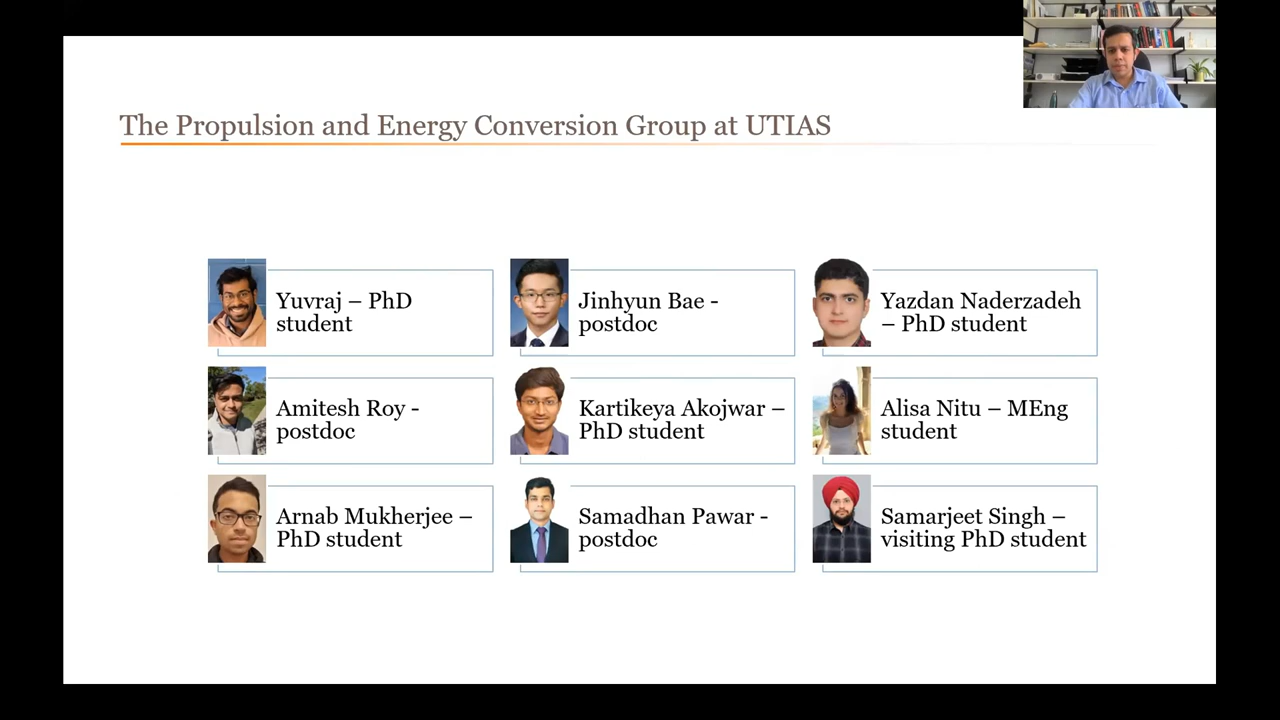 The Propulsion and Energy Conversion Group at UTIAS
Yuvraj – PhD
student
Jinhyun Bae -
postdoc
Yazdan Naderzadeh
– PhD student
Amitesh Roy -
postdoc
Kartikeya Akojwar –
PhD student
Alisa Nitu – MEng
student
Arnab Mukherjee –
PhD student
Samadhan Pawar -
postdoc
Samarjeet Singh –
visiting PhD student